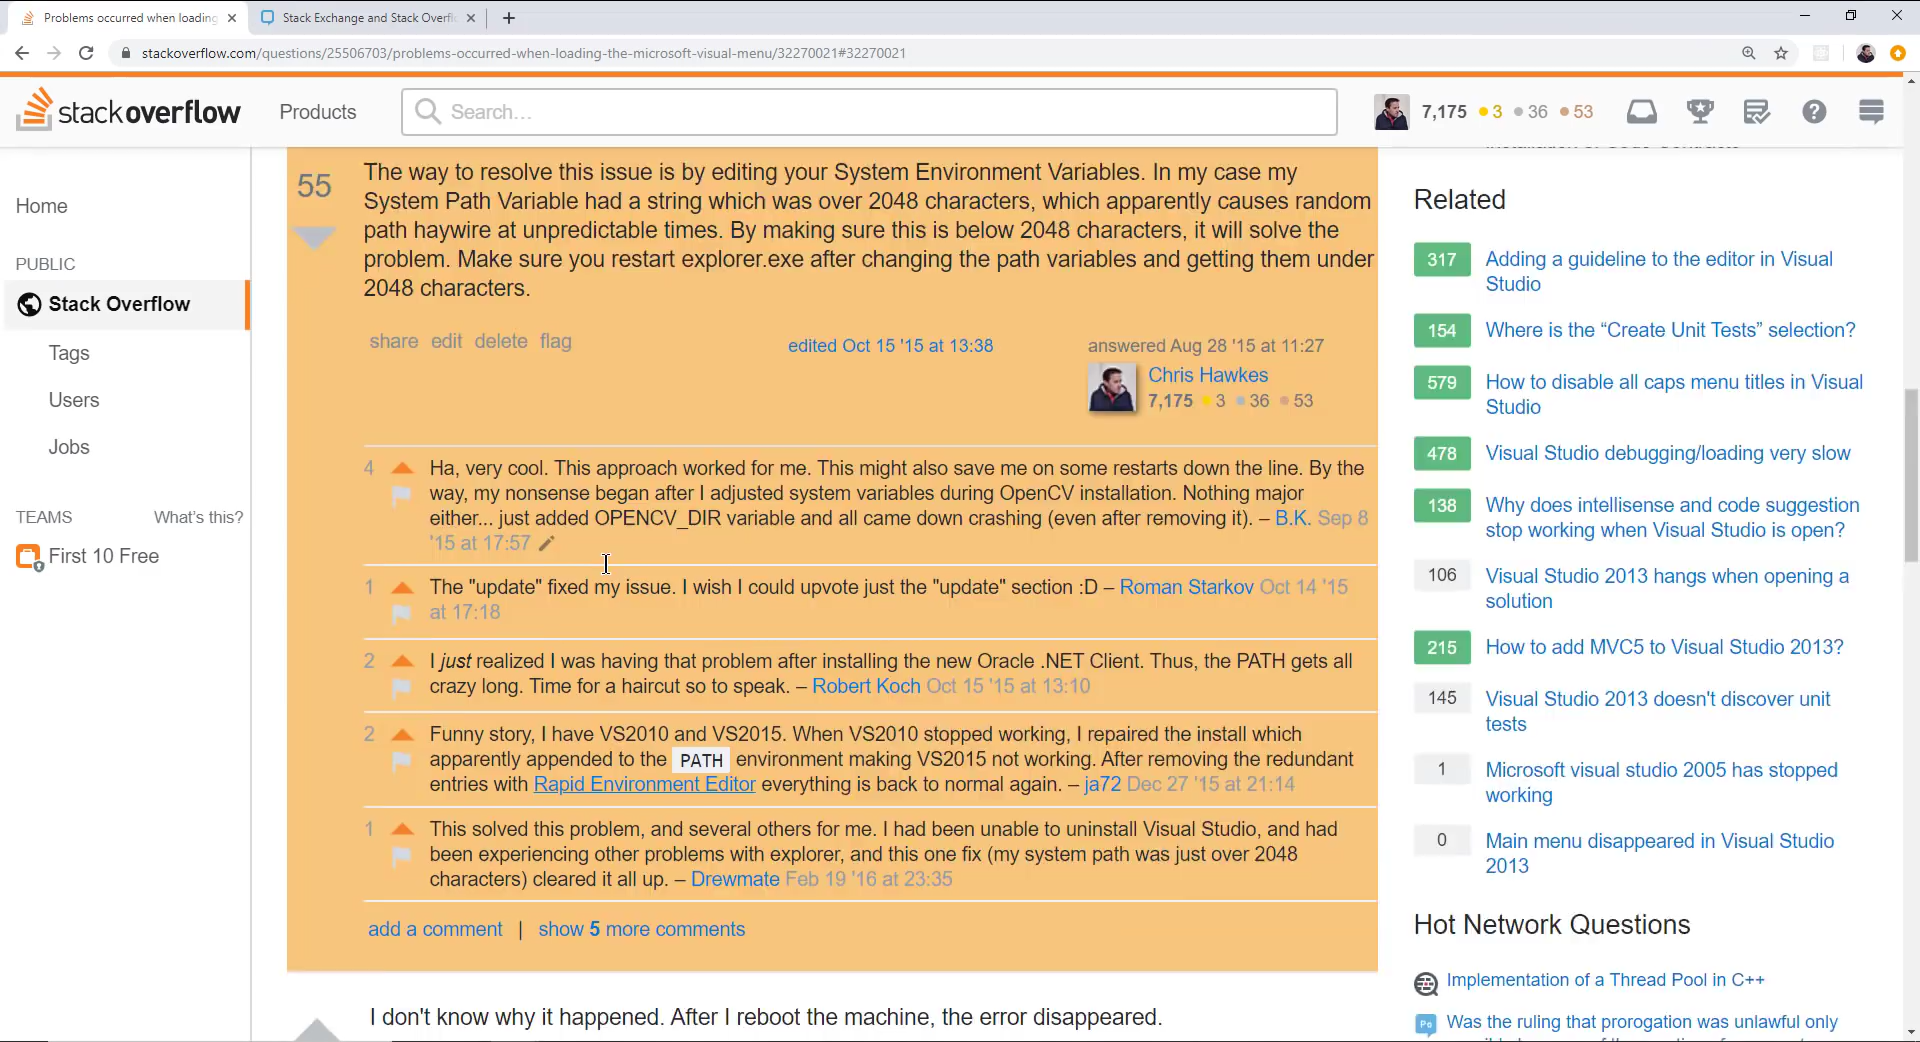 Problems occurred when loading
Stack Exchange and Stack Overfl
stackoverflow.com/questions/25506703/problems-occurred-when-loading-the-microsoft-visual-menu/32270021#32270021
stackoverflow
Products
Search...
7,175 3 36 53
Home
PUBLIC
Stack Overflow
Tags
Users
Jobs
TEAMS What's this?
First 10 Free
55
The way to resolve this issue is by editing your System Environment Variables. In my case my
System Path Variable had a string which was over 2048 characters, which apparently causes random
path haywire at unpredictable times. By making sure this is below 2048 characters, it will solve the
problem. Make sure you restart explorer.exe after changing the path variables and getting them under
2048 characters.
share edit delete flag
edited Oct 15 '15 at 13:38
answered Aug 28 '15 at 11:27
Chris Hawkes
7,175 3 36 53
4 Ha, very cool. This approach worked for me. This might also save me on some restarts down the line. By the
way, my nonsense began after I adjusted system variables during OpenCV installation. Nothing major
either... just added OPENCV_DIR variable and all came down crashing (even after removing it). – B.K. Sep 8
'15 at 17:57
1 The "update" fixed my issue. I wish I could upvote just the "update" section :D – Roman Starkov Oct 14 '15
at 17:18
2 I just realized I was having that problem after installing the new Oracle .NET Client. Thus, the PATH gets all
crazy long. Time for a haircut so to speak. – Robert Koch Oct 15 '15 at 13:10
2 Funny story, I have VS2010 and VS2015. When VS2010 stopped working, I repaired the install which
apparently appended to the PATH environment making VS2015 not working. After removing the redundant
entries with Rapid Environment Editor everything is back to normal again. – ja72 Dec 27 '15 at 21:14
1 This solved this problem, and several others for me. I had been unable to uninstall Visual Studio, and had
been experiencing other problems with explorer, and this one fix (my system path was just over 2048
characters) cleared it all up. – Drewmate Feb 19 '16 at 23:35
add a comment | show 5 more comments
I don't know why it happened. After I reboot the machine, the error disappeared.
Related
317 Adding a guideline to the editor in Visual
Studio
154 Where is the “Create Unit Tests” selection?
579 How to disable all caps menu titles in Visual
Studio
478 Visual Studio debugging/loading very slow
138 Why does intellisense and code suggestion
stop working when Visual Studio is open?
106 Visual Studio 2013 hangs when opening a
solution
215 How to add MVC5 to Visual Studio 2013?
145 Visual Studio 2013 doesn't discover unit
tests
1 Microsoft visual studio 2005 has stopped
working
0 Main menu disappeared in Visual Studio
2013
Hot Network Questions
Implementation of a Thread Pool in C++
Was the ruling that prorogation was unlawful only